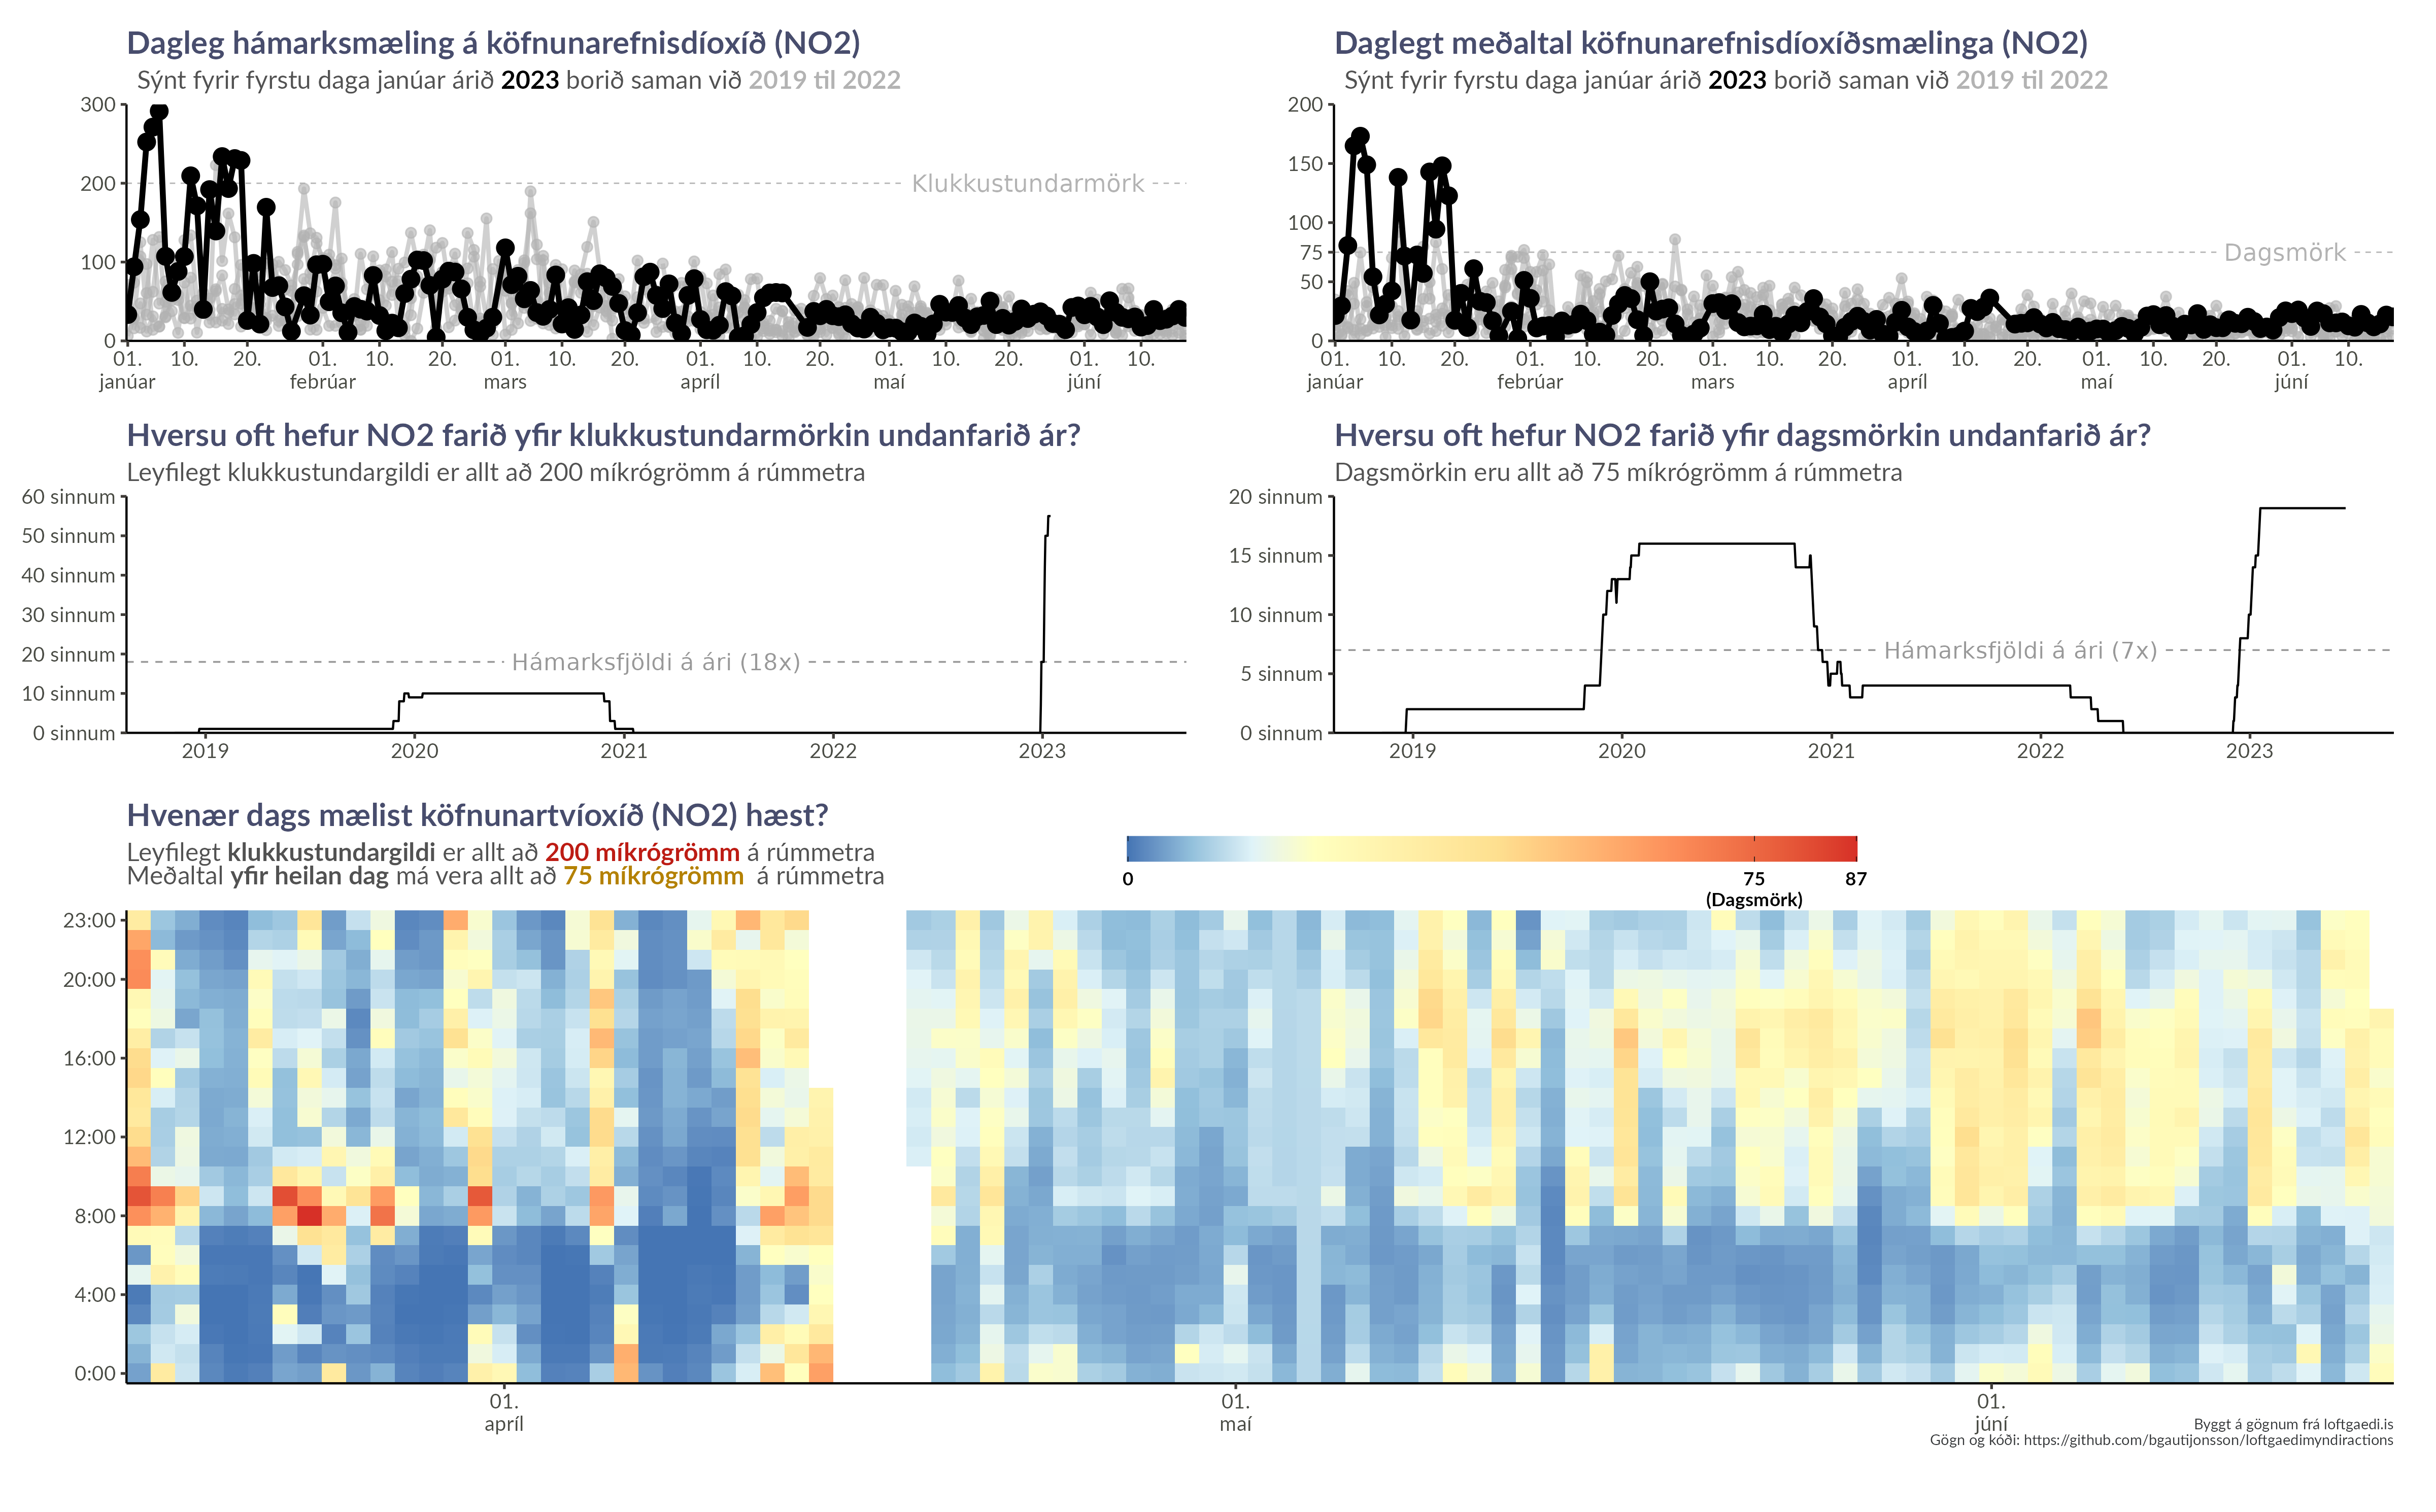 Dagleg hámarksmæling á köfnunarefnisdíoxíð (NO2)
Sýnt fyrir fyrstu daga janúar árið 2023 borið saman við 2019 til 2022
300
200
100
0
Klukkustundarmörk
01. 10. 20. 01. 10. 20. 01. 10. 20. 01. 10. 20. 01. 10. 20. 01. 10.
janúar febrúar mars apríl maí júní
Daglegt meðaltal köfnunarefnisdíoxíðsmælinga (NO2)
Sýnt fyrir fyrstu daga janúar árið 2023 borið saman við 2019 til 2022
200
150
100
75
50
0
Dagsmörk
01. 10. 20. 01. 10. 20. 01. 10. 20. 01. 10. 20. 01. 10. 20. 01. 10.
janúar febrúar mars apríl maí júní
Hversu oft hefur NO2 farið yfir klukkustundarmörkin undanfarið ár?
Leyfilegt klukkustundargildi er allt að 200 míkrógrömm á rúmmetra
60 sinnum
50 sinnum
40 sinnum
30 sinnum
20 sinnum
10 sinnum
0 sinnum
Hámarksfjöldi á ári (18x)
2019 2020 2021 2022 2023
Hversu oft hefur NO2 farið yfir dagsmörkin undanfarið ár?
Dagsmörkin eru allt að 75 míkrógrömm á rúmmetra
20 sinnum
15 sinnum
10 sinnum
5 sinnum
0 sinnum
Hámarksfjöldi á ári (7x)
2019 2020 2021 2022 2023
Hvenær dags mælist köfnunartvíoxíð (NO2) hæst?
Leyfilegt klukkustundargildi er allt að 200 míkrógrömm á rúmmetra
Meðaltal yfir heilan dag má vera allt að 75 míkrógrömm á rúmmetra
0 75 87
(Dagsmörk)
23:00
20:00
16:00
12:00
8:00
4:00
0:00
01. 01. 01.
apríl maí júní
Byggt á gögnum frá loftgaedi.is
Gögn og kóði: https://github.com/bgautijonsson/loftgaedimyndiractions